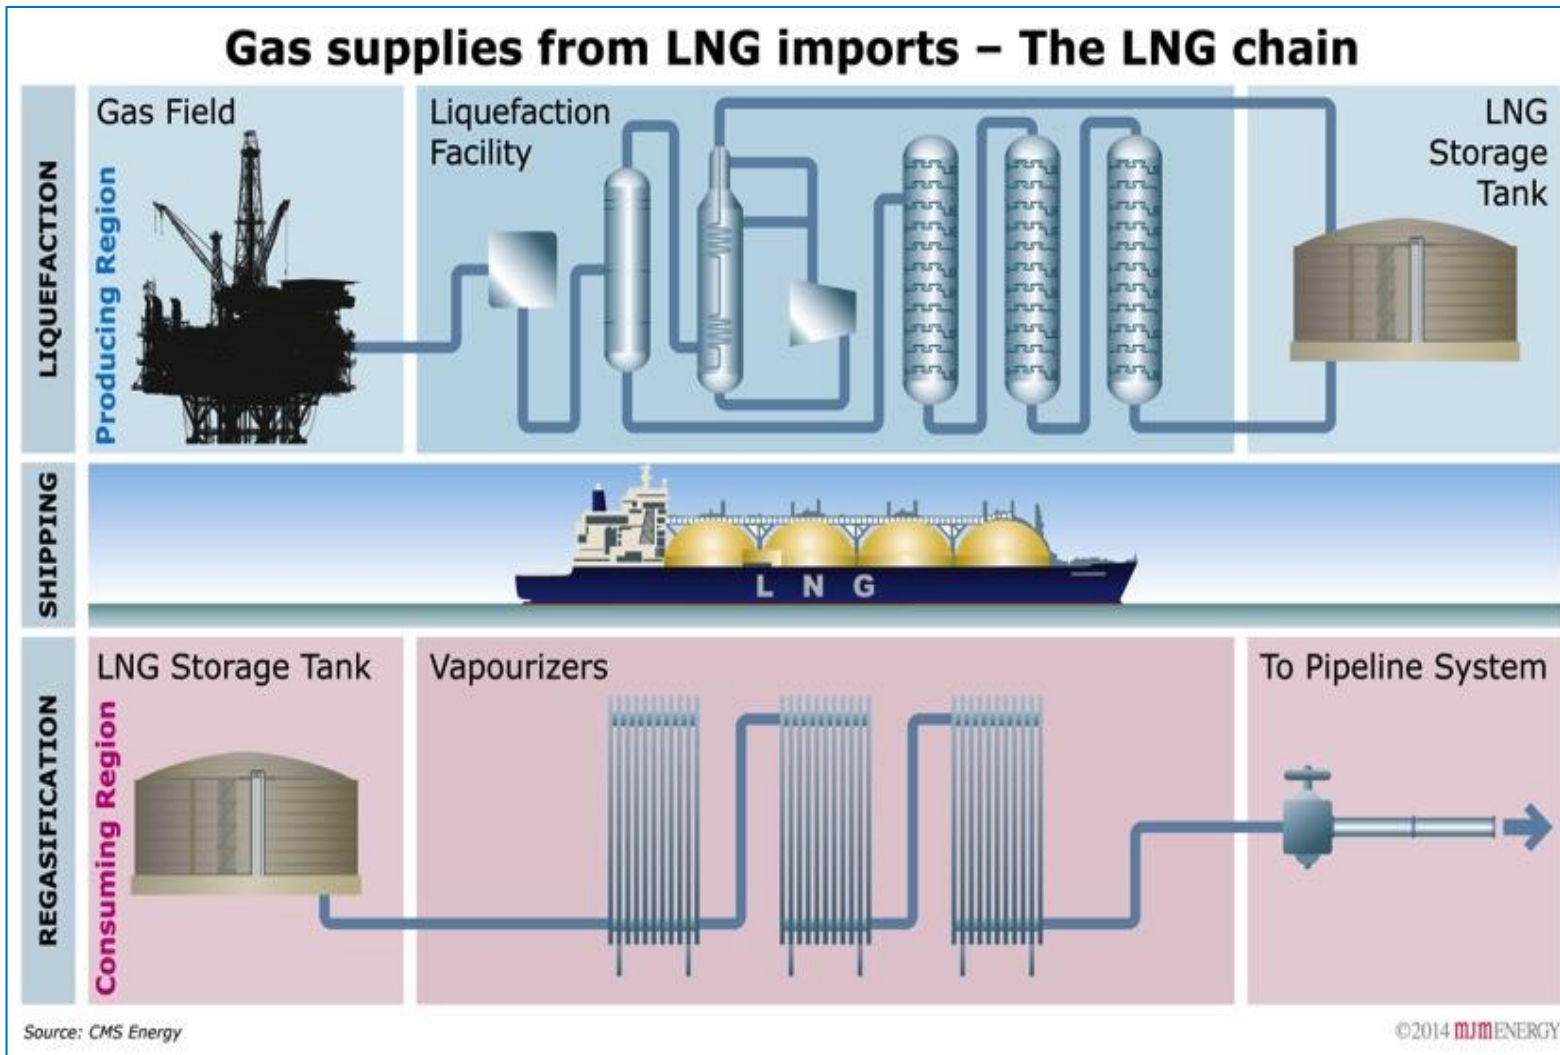 Gas supplies from LNG imports – The LNG chain
LIQUEFACTION
Producing Region
Gas Field
Liquefaction
Facility
LNG
Storage
Tank
SHIPPING
L N G
REGASIFICATION
Consuming Region
LNG Storage Tank
Vapourizers
To Pipeline System
Source: CMS Energy
©2014 MJMENERGY